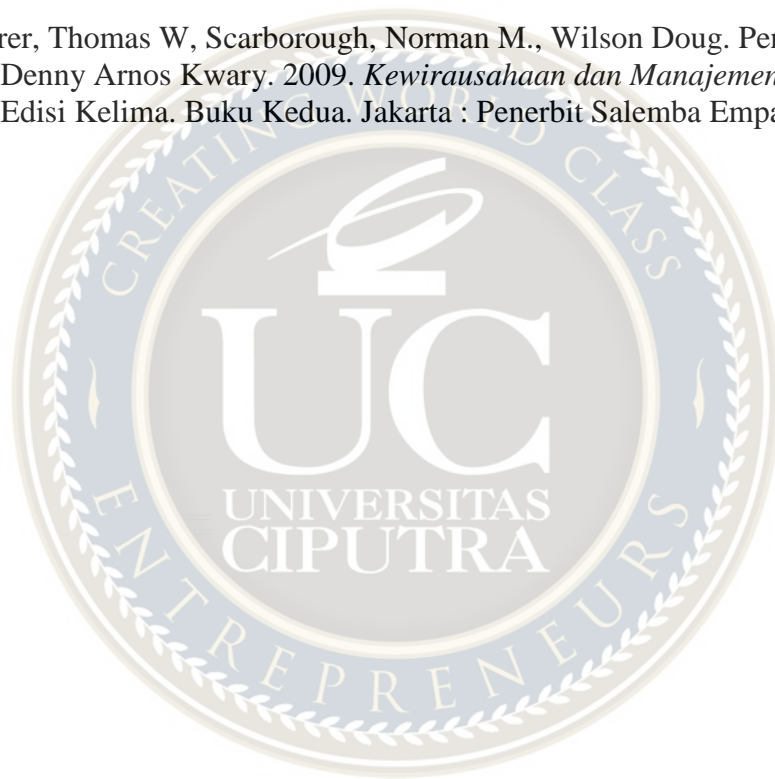 rer, Thomas W, Scarborough, Norman M., Wilson Doug. Per
Denny Arnos Kwary. 2009. Kewirausahaan dan Manajemen
Edisi Kelima. Buku Kedua. Jakarta : Penerbit Salemba Empa
CREATING WORLD CLASS
UC
UNIVERSITAS
CIPUTRA
ENTREPRENEURS